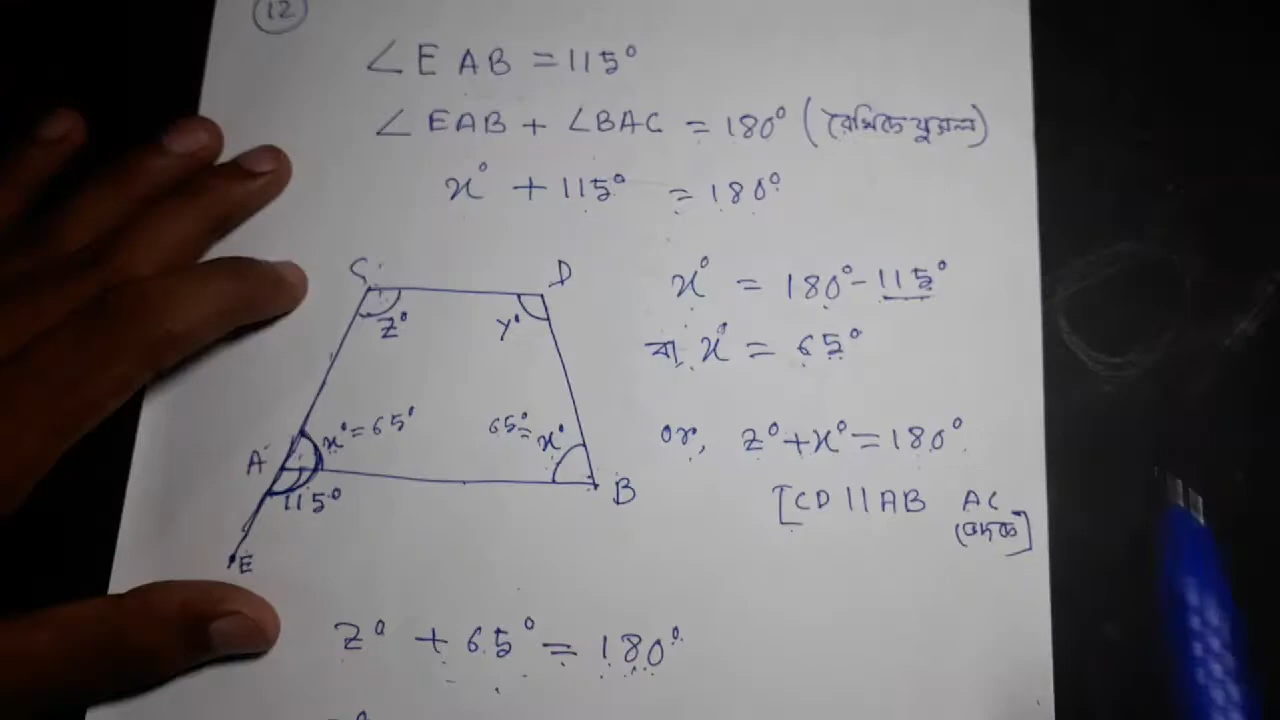 12
∠EAB = 115°
∠EAB + ∠BAC = 180° (রৈখিক যুগল)
x° + 115° = 180°
C D
x° = 180° - 115°
z° y°
বা, x° = 65°
x° = 65° 65° = x°
or, z° + x° = 180°
A
115° B
[CD || AB AC
ছেদক]
E
z° + 65° = 180°